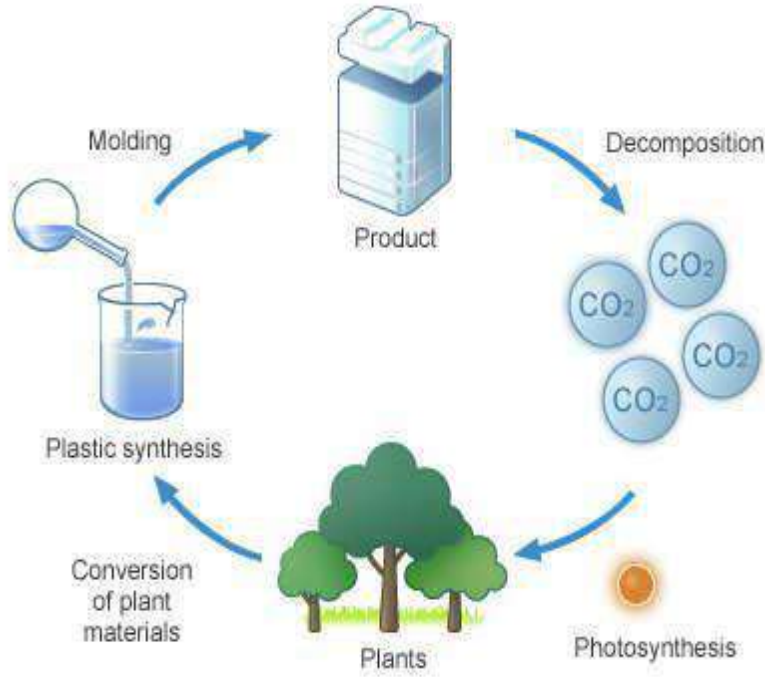 Molding
Product
Decomposition
CO₂
CO₂
CO₂
CO₂
Plastic synthesis
Conversion
of plant
materials
Plants
Photosynthesis